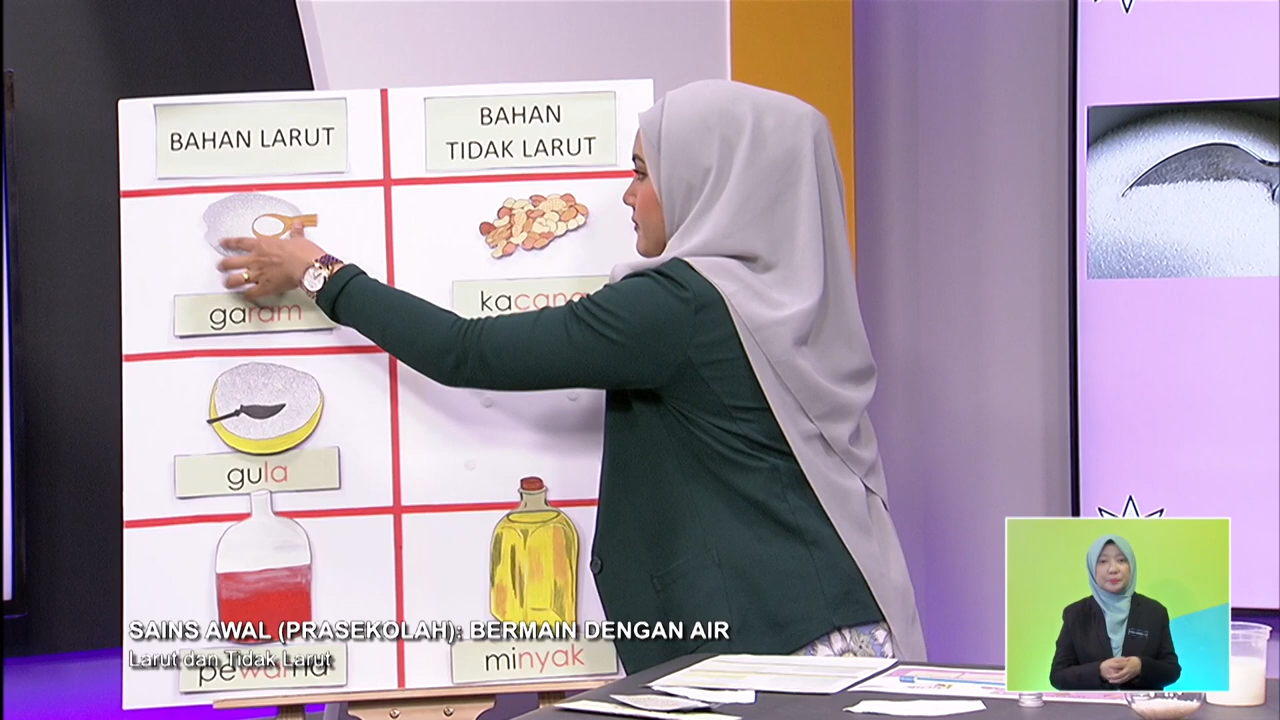 BAHAN LARUT
BAHAN
TIDAK LARUT
garam
kacang
gula
pewarna
minyak
SAINS AWAL (PRASEKOLAH): BERMAIN DENGAN AIR
Larut dan Tidak Larut